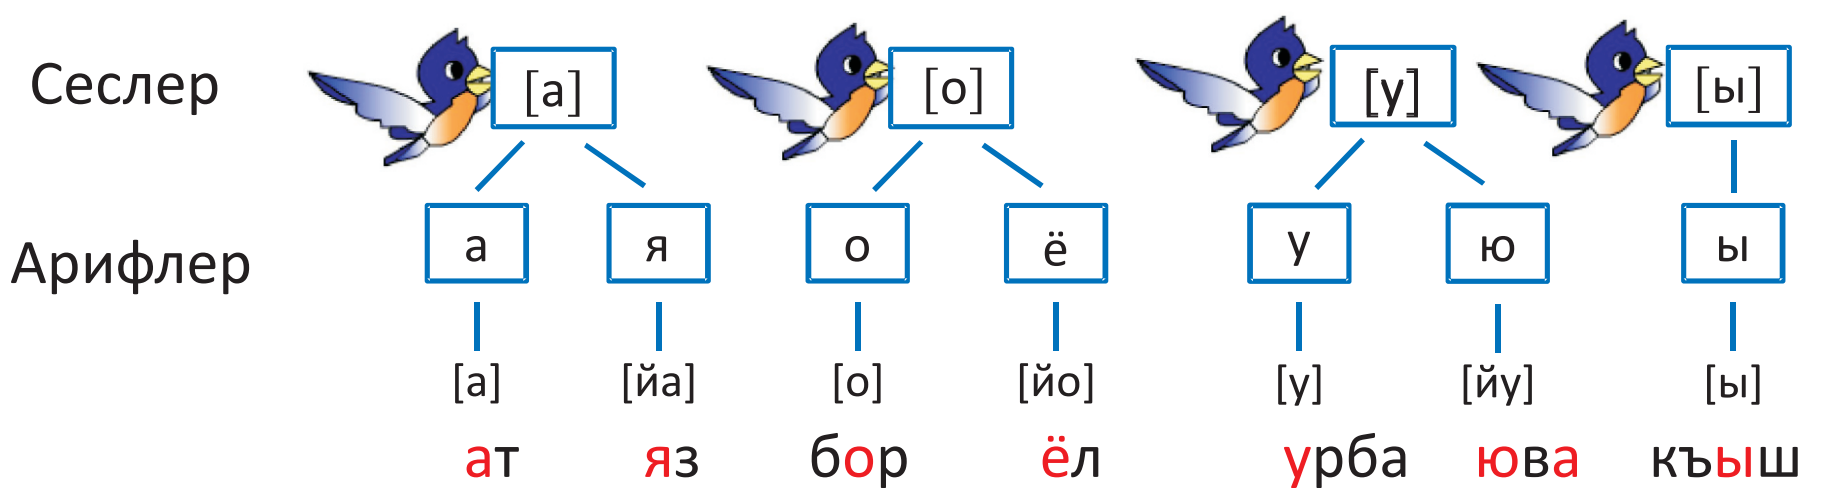 Сеслер [а] [о] [у] [ы]
Арифлер а я о ё у ю ы
[а] [йа] [о] [йо] [у] [йу] [ы]
ат яз бор ёл урба юва къыш